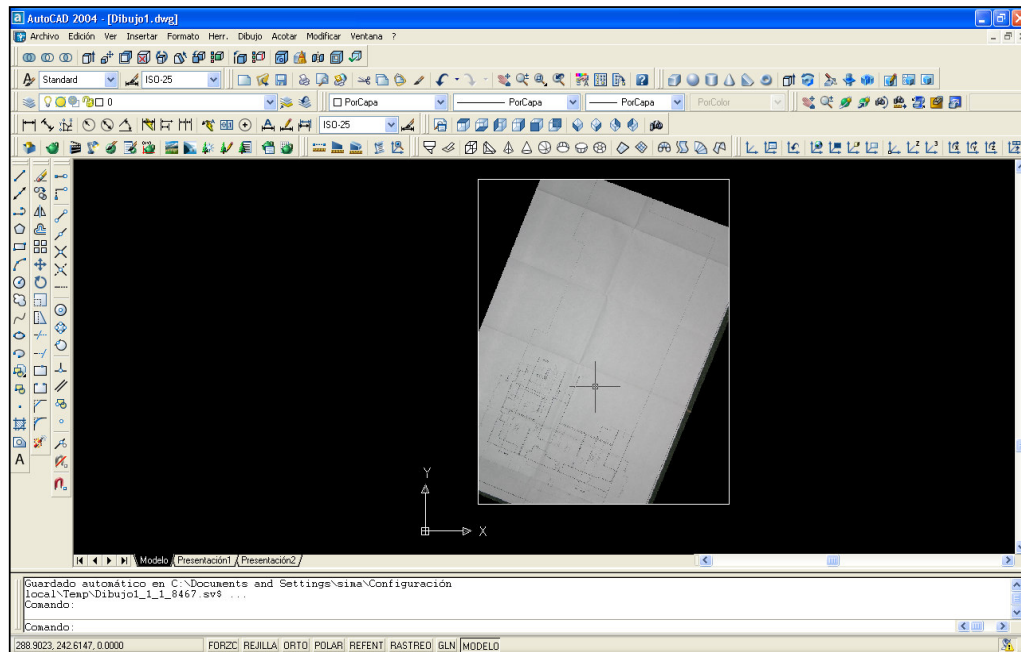 AutoCAD 2004 - [Dibujo1.dwg]
Archivo Edición Ver Insertar Formato Herr. Dibujo Acotar Modificar Ventana ?
Standard ISO-25
0 PorCapa PorCapa PorCapa PorColor
ISO-25
A
Y
X
Modelo Presentación1 Presentación2
Guardado automático en C:\Documents and Settings\sima\Configuración
local\Temp\Dibujo1_1_1_8467.sv$ ...
Comando:
Comando:
288.9023, 242.6147, 0.0000 FORZC REJILLA ORTO POLAR REFENT RASTREO GLN MODELO